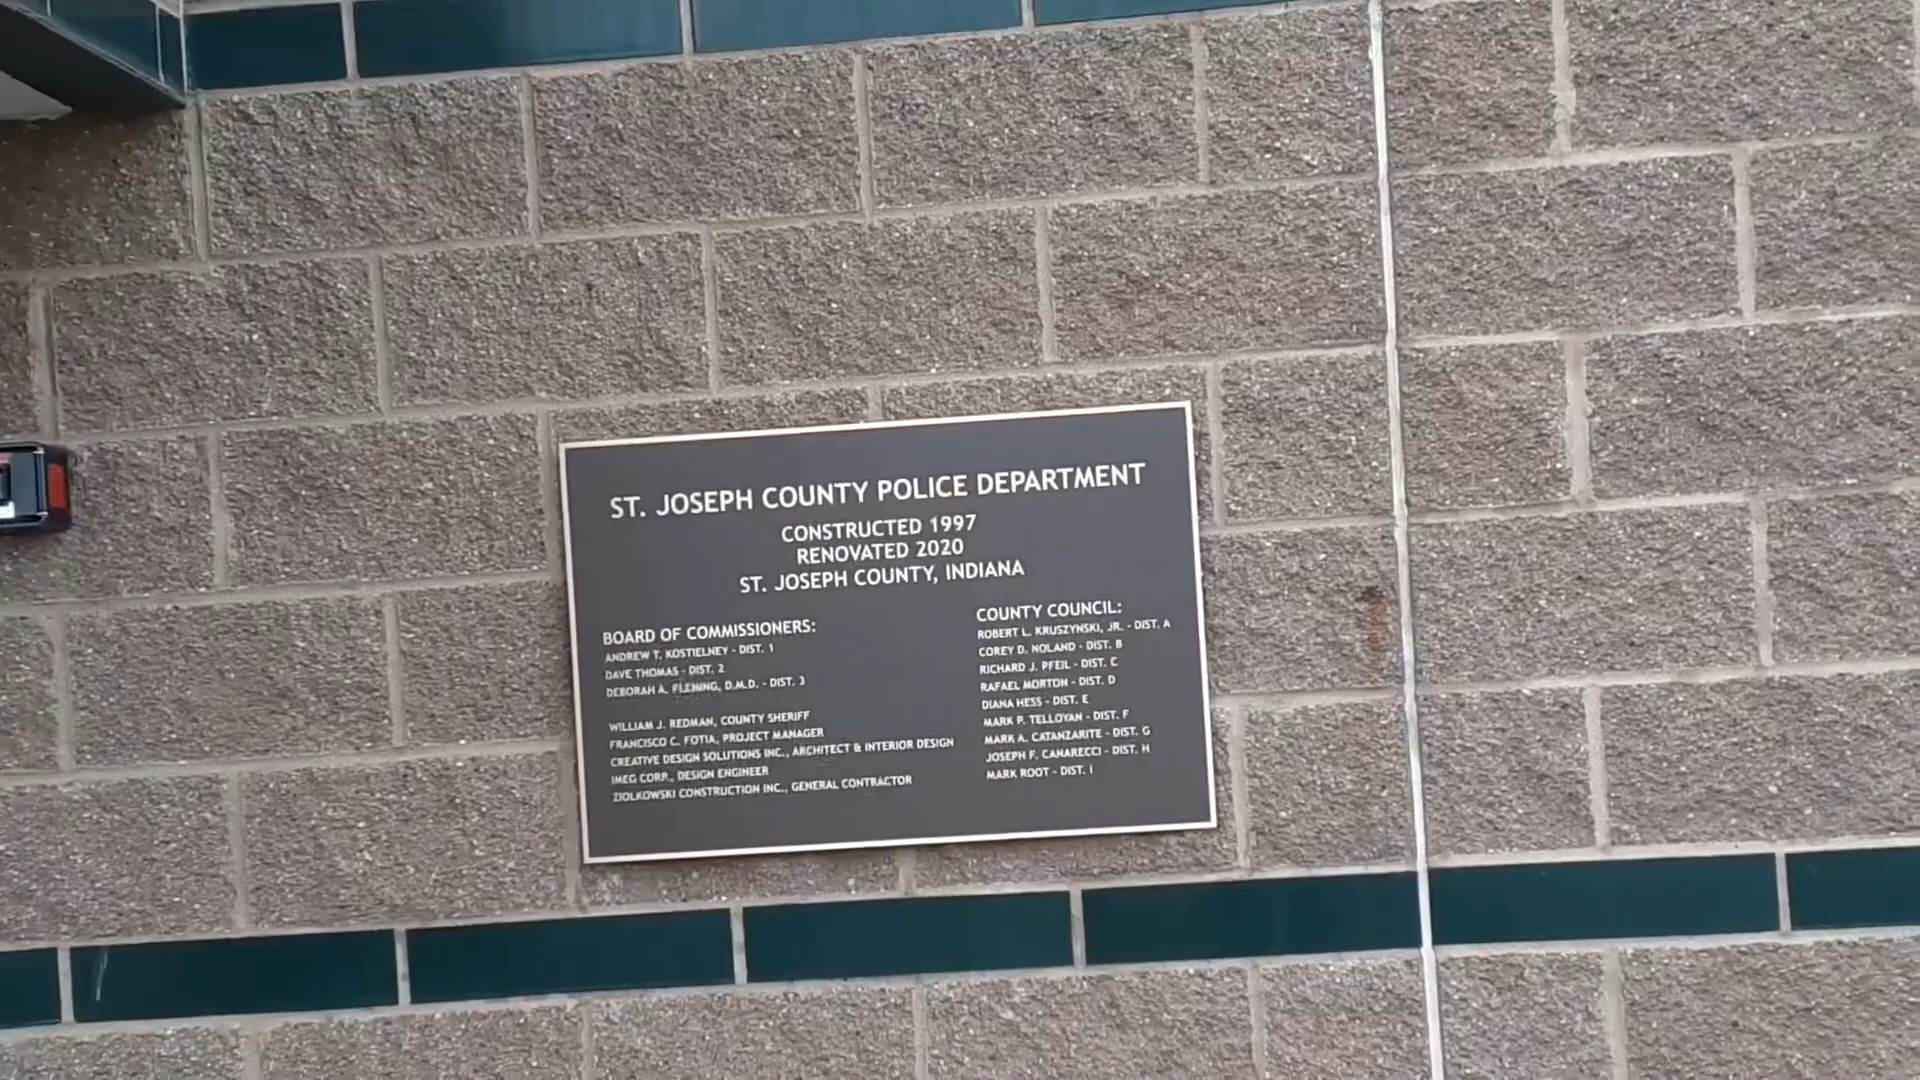 ST. JOSEPH COUNTY POLICE DEPARTMENT
CONSTRUCTED 1997
RENOVATED 2020
ST. JOSEPH COUNTY, INDIANA
BOARD OF COMMISSIONERS:
ANDREW T. KOSTIELNEY - DIST. 1
DAVE THOMAS - DIST. 2
DEBORAH A. FLEMING, D.M.D. - DIST. 3
WILLIAM J. REDMAN, COUNTY SHERIFF
FRANCISCO C. FOTIA, PROJECT MANAGER
CREATIVE DESIGN SOLUTIONS INC., ARCHITECT & INTERIOR DESIGN
IMEG CORP., DESIGN ENGINEER
ZIOLKOWSKI CONSTRUCTION INC., GENERAL CONTRACTOR
COUNTY COUNCIL:
ROBERT L. KRUSZYNSKI, JR. - DIST. A
COREY D. NOLAND - DIST. B
RICHARD J. PFEIL - DIST. C
RAFAEL MORTON - DIST. D
DIANA HESS - DIST. E
MARK P. TELLOYAN - DIST. F
MARK A. CATANZARITE - DIST. G
JOSEPH F. CANARECCI - DIST. H
MARK ROOT - DIST. I